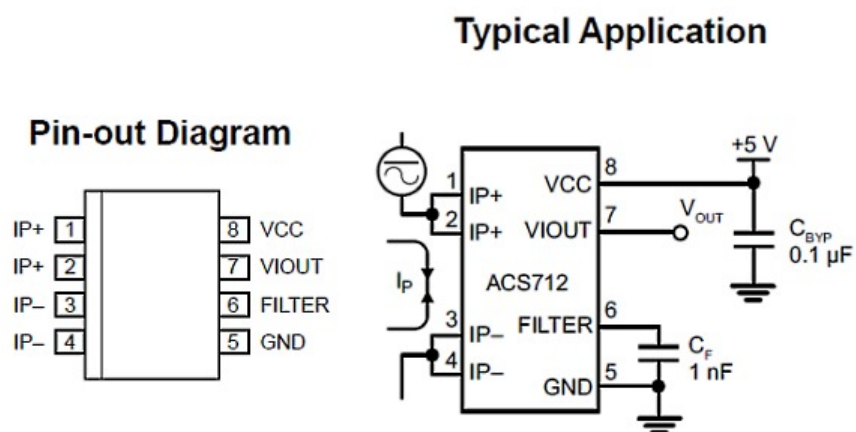 Typical Application
Pin-out Diagram
IP+ 1
IP+ 2
IP– 3
IP– 4
8 VCC
7 VIOUT
6 FILTER
5 GND
+5 V
1 IP+
2 IP+
I_P
3 IP–
4 IP–
ACS712
VCC 8
VIOUT 7
V_OUT
FILTER 6
GND 5
C_BYP
0.1 µF
C_F
1 nF